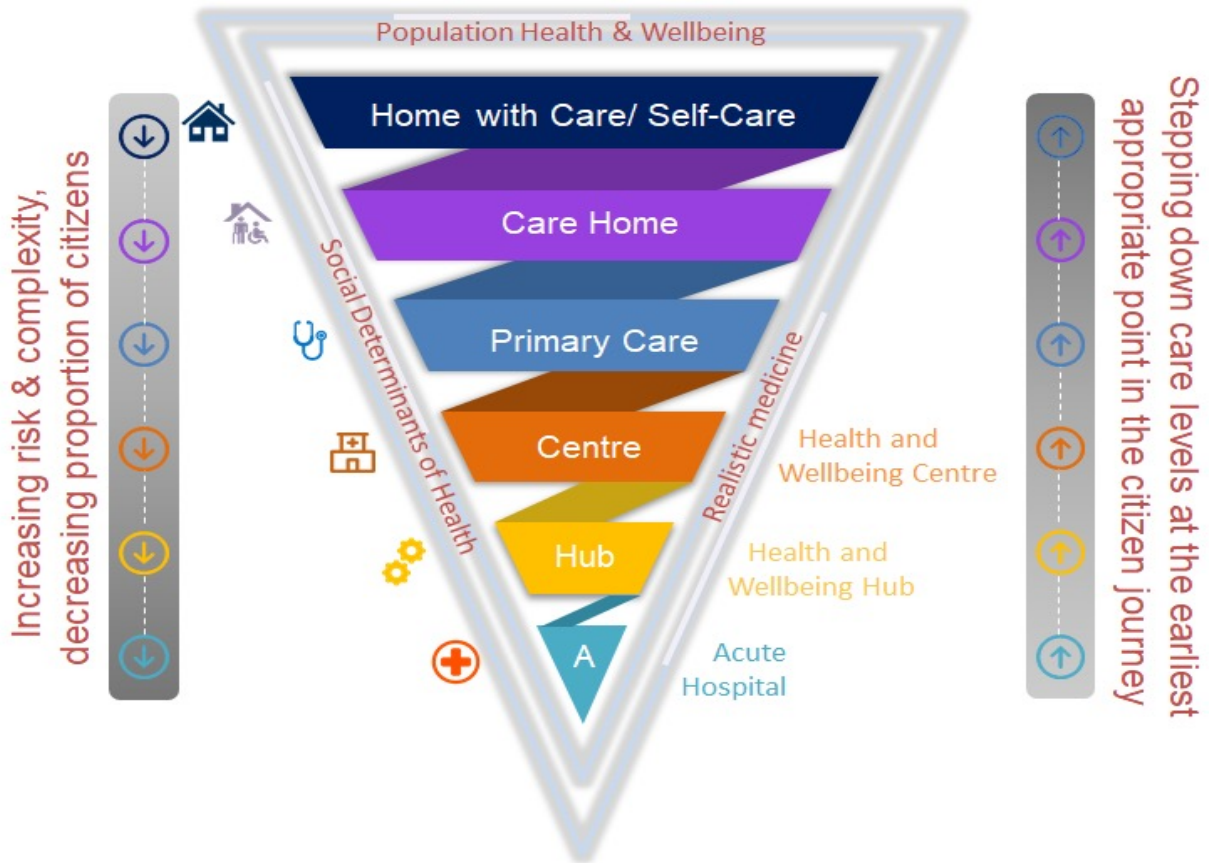 Population Health & Wellbeing
Increasing risk & complexity,
decreasing proportion of citizens
Home with Care/ Self-Care
Care Home
Primary Care
Centre
Hub
A
Social Determinants of Health
Realistic medicine
Health and
Wellbeing Centre
Health and
Wellbeing Hub
Acute
Hospital
Stepping down care levels at the earliest
appropriate point in the citizen journey